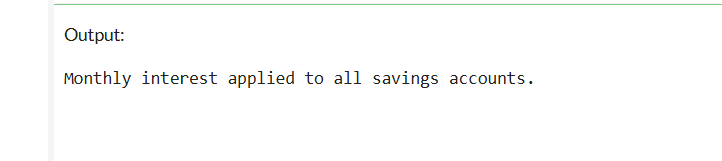 Output:
Monthly interest applied to all savings accounts.